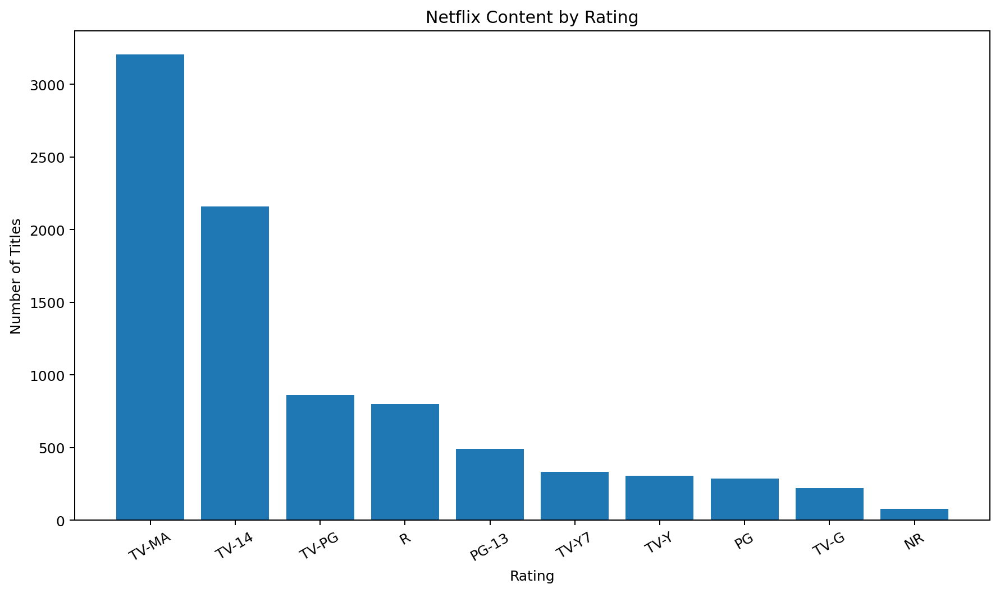 Netflix Content by Rating
Number of Titles
3000
2500
2000
1500
1000
500
0
TV-MA
TV-14
TV-PG
R
PG-13
TV-Y7
TV-Y
PG
TV-G
NR
Rating